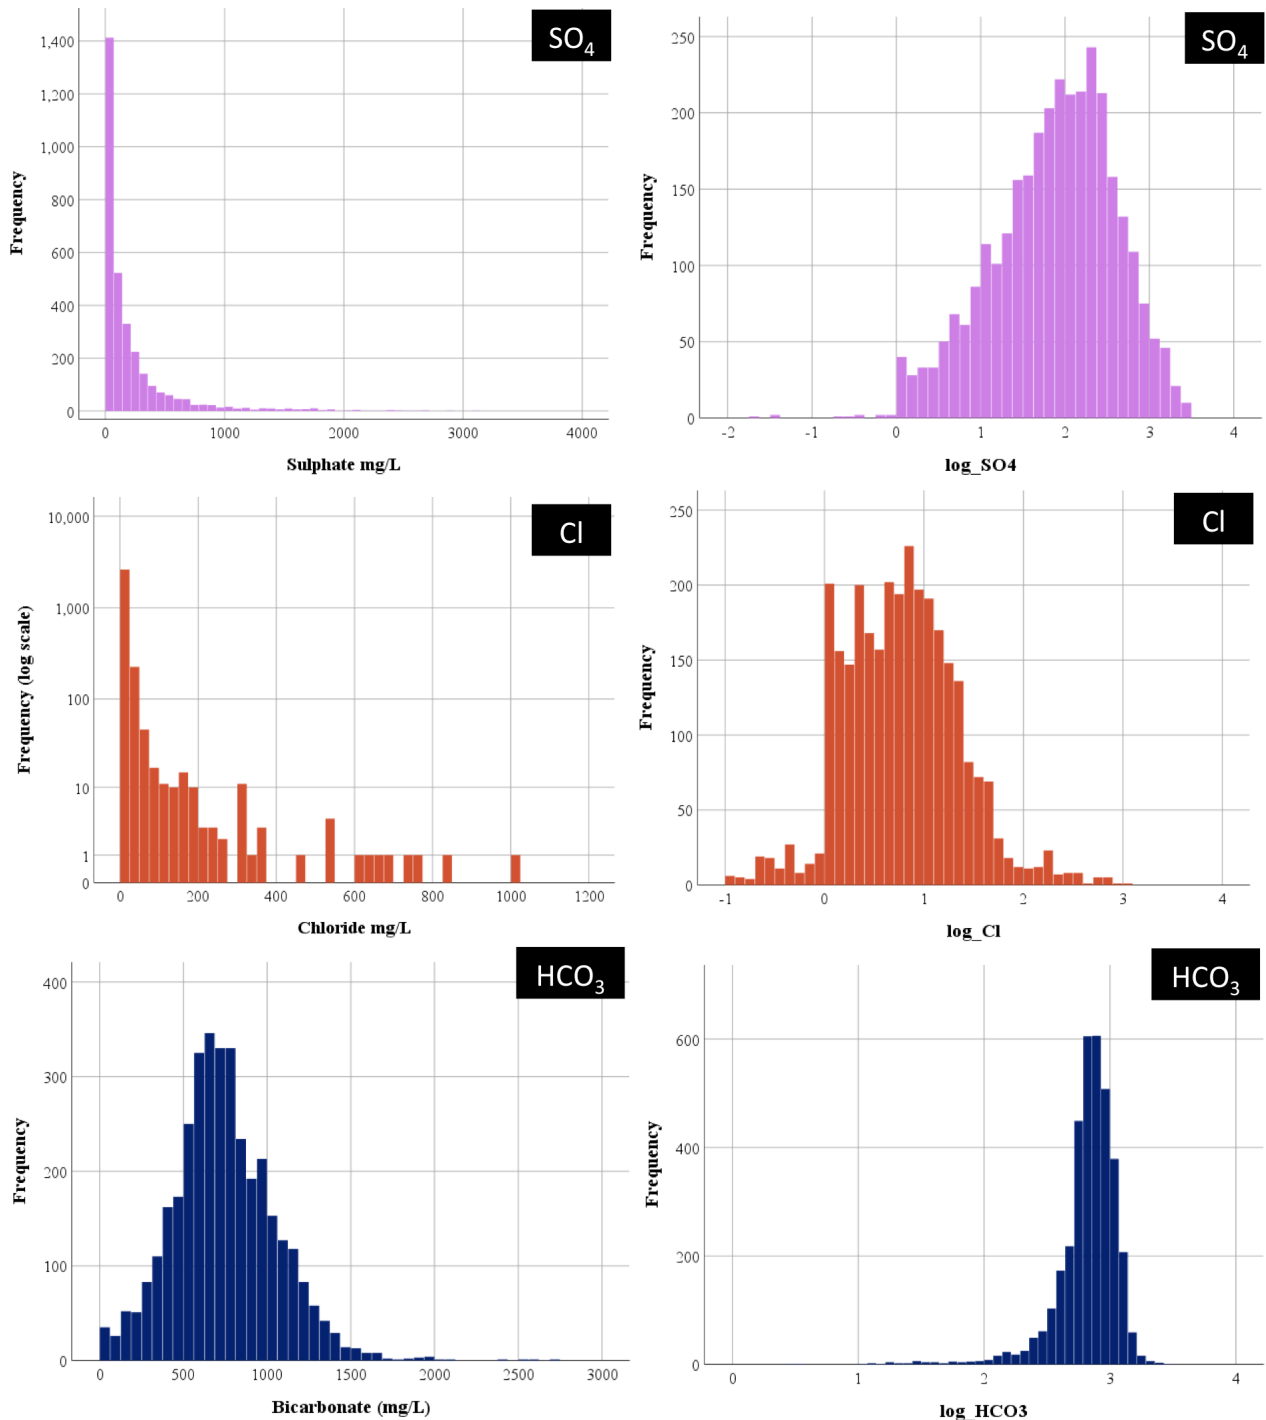 SO4
1,400
1,200
1,000
800
600
400
200
0
Frequency
0 1000 2000 3000 4000
Sulphate mg/L
SO4
250
200
150
100
50
0
Frequency
-2 -1 0 1 2 3 4
log_SO4
Cl
10,000
1,000
100
10
1
0
Frequency (log scale)
0 200 400 600 800 1000 1200
Chloride mg/L
Cl
250
200
150
100
50
0
Frequency
-1 0 1 2 3 4
log_Cl
HCO3
400
300
200
100
0
Frequency
0 500 1000 1500 2000 2500 3000
Bicarbonate (mg/L)
HCO3
600
400
200
0
Frequency
0 1 2 3 4
log_HCO3